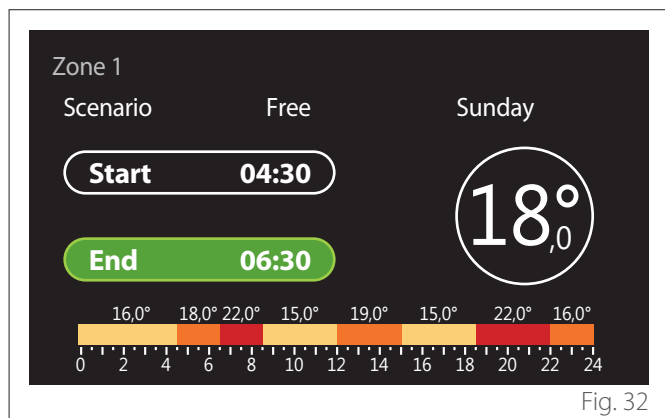 Zone 1
Scenario Free Sunday
Start 04:30
18°,0
End 06:30
16,0° 18,0° 22,0° 15,0° 19,0° 15,0° 22,0° 16,0°
0 2 4 6 8 10 12 14 16 18 20 22 24
Fig. 32